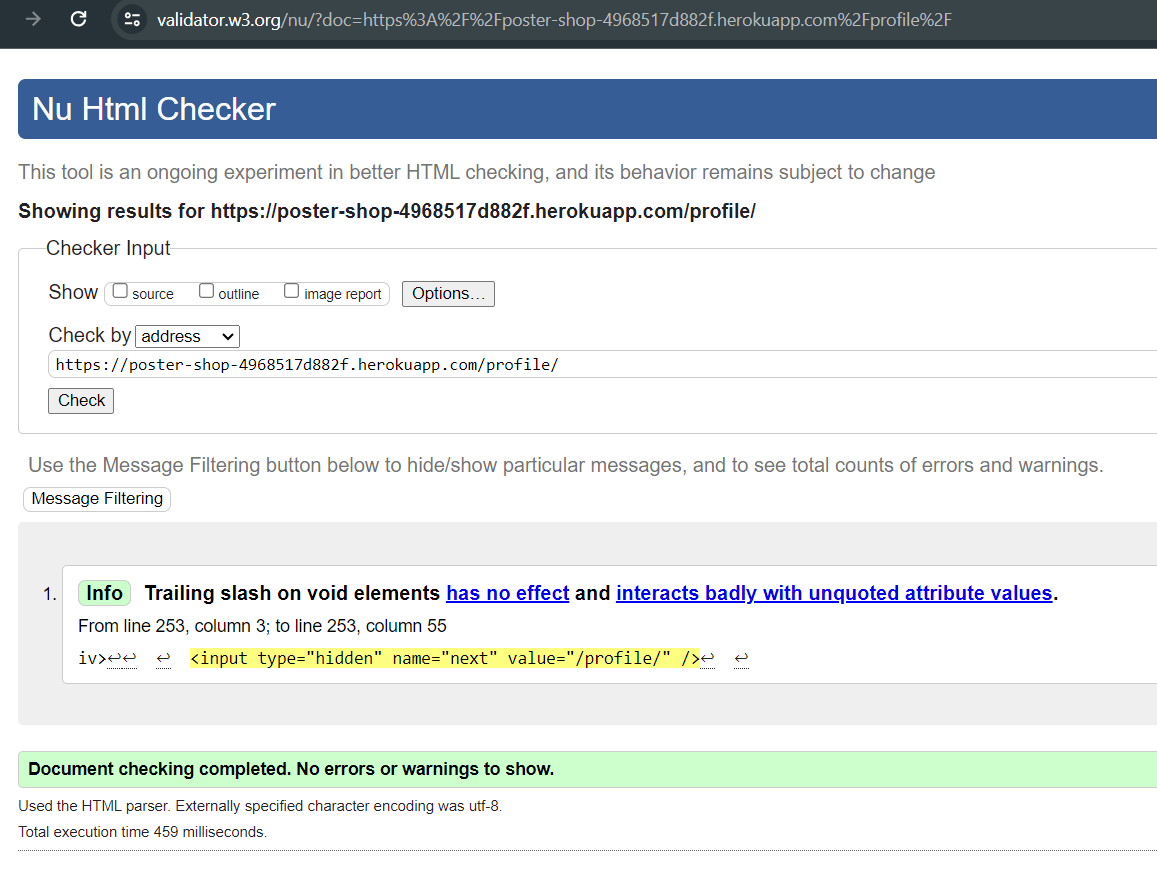 validator.w3.org/nu/?doc=https%3A%2F%2Fposter-shop-4968517d882f.herokuapp.com%2Fprofile%2F
Nu Html Checker
This tool is an ongoing experiment in better HTML checking, and its behavior remains subject to change
Showing results for https://poster-shop-4968517d882f.herokuapp.com/profile/
Checker Input
Show source outline image report Options…
Check by address
https://poster-shop-4968517d882f.herokuapp.com/profile/
Check
Use the Message Filtering button below to hide/show particular messages, and to see total counts of errors and warnings.
Message Filtering
1. Info Trailing slash on void elements has no effect and interacts badly with unquoted attribute values.
From line 253, column 3; to line 253, column 55
iv>↩↩ ↩ <input type="hidden" name="next" value="/profile/" />↩ ↩
Document checking completed. No errors or warnings to show.
Used the HTML parser. Externally specified character encoding was utf-8.
Total execution time 459 milliseconds.